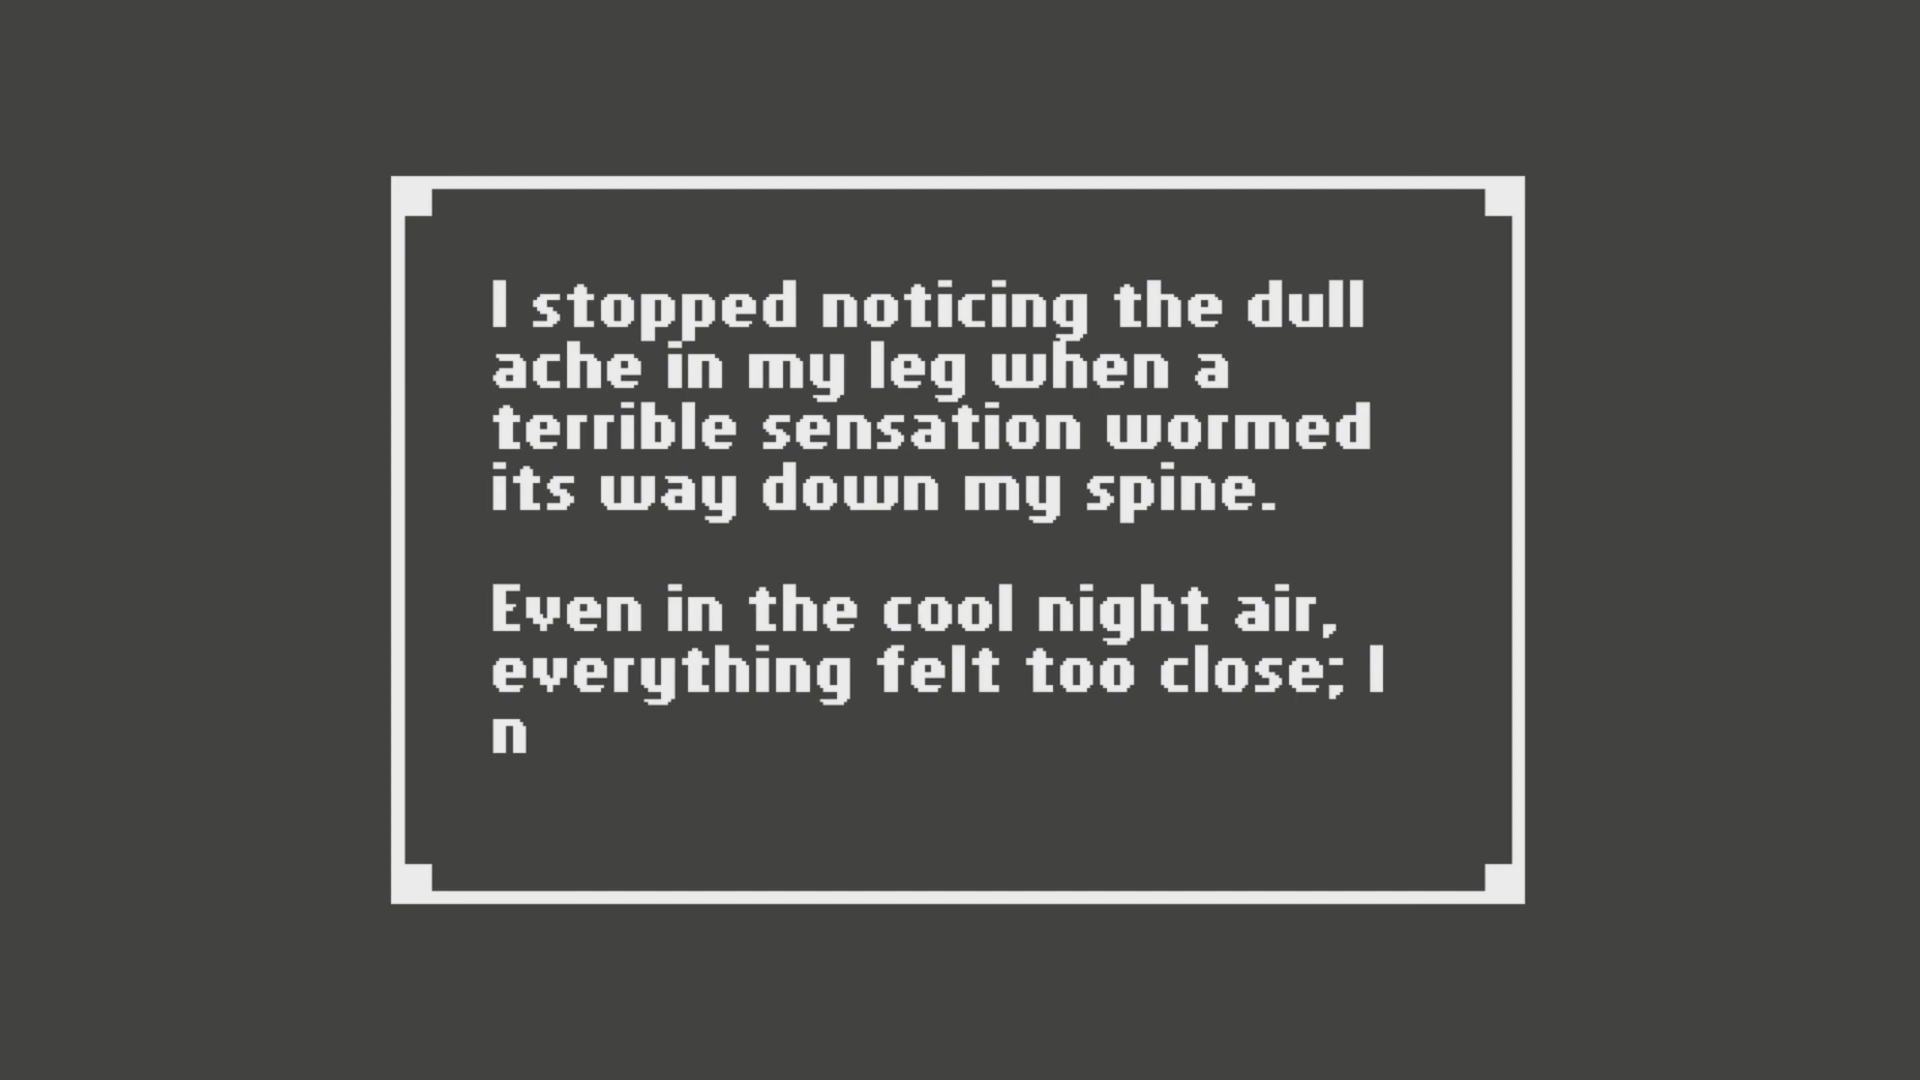 I stopped noticing the dull
ache in my leg when a
terrible sensation wormed
its way down my spine.
Even in the cool night air,
everything felt too close; I
n